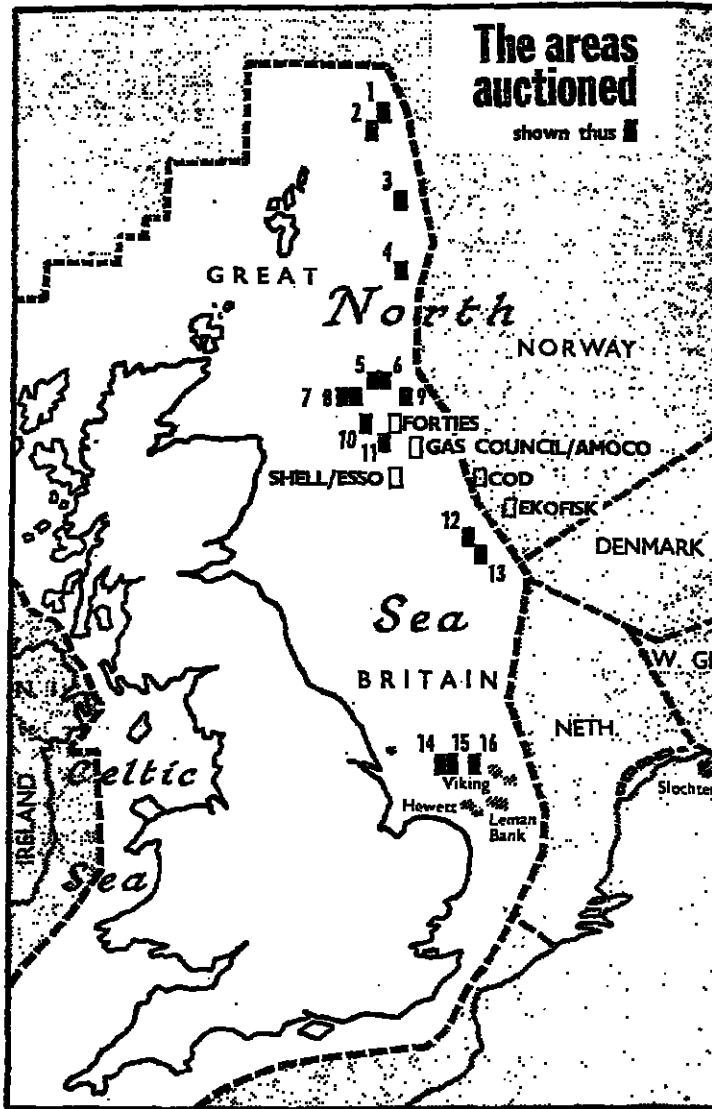 The areas
auctioned
shown thus
1
2
3
4
GREAT
North
NORWAY
5 6
7 8 9
FORTIES
10
11
GAS COUNCIL/AMOCO
SHELL/ESSO
COD
EKOFISK
12
DENMARK
13
Sea
W. GE
BRITAIN
N.
NETH.
14 15 16
Celtic
Viking
Slochter
Hewett
Leman
Bank
IRELAND
Sea